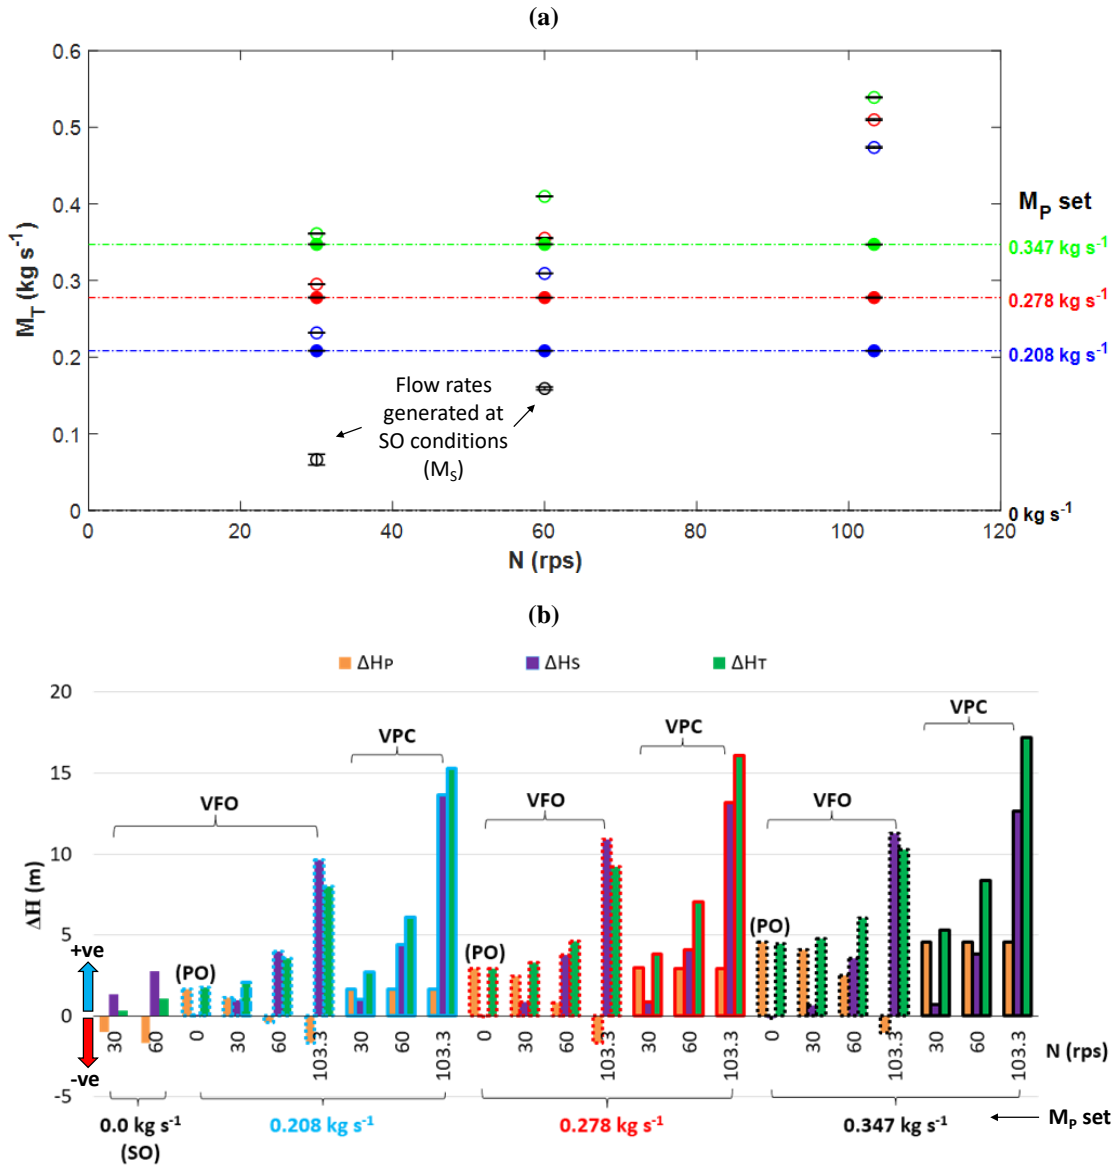 (a)
0.6
0.5
0.4
0.3
0.2
0.1
0
M_T (kg s⁻¹)
0 20 40 60 80 100 120
N (rps)
M_P set
0.347 kg s⁻¹
0.278 kg s⁻¹
0.208 kg s⁻¹
0 kg s⁻¹
Flow rates
generated at
SO conditions
(M_S)
(b)
ΔH_P ΔH_S ΔH_T
20
15
10
5
0
-5
ΔH (m)
+ve
-ve
VFO
VPC
VFO
VPC
VFO
VPC
(PO)
(PO)
(PO)
30 60 0 30 60 103.3 30 60 103.3 0 30 60 103.3 30 60 103.3 0 30 60 103.3 30 60 103.3
N (rps)
0.0 kg s⁻¹ 0.208 kg s⁻¹ 0.278 kg s⁻¹ 0.347 kg s⁻¹
(SO)
M_P set